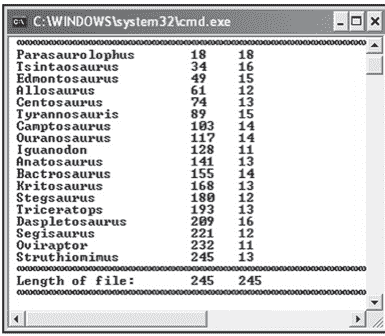 C:\WINDOWS\system32\cmd.exe
Parasaurolophus 18 18
Tsintaosaurus 34 16
Edmontosaurus 49 15
Allosaurus 61 12
Centosaurus 74 13
Tyrannosauris 89 15
Camptosaurus 103 14
Ouranosaurus 117 14
Iguanodon 128 11
Anatosaurus 141 13
Bactrosaurus 155 14
Kritosaurus 168 13
Stegsaurus 180 12
Triceratops 193 13
Daspletosaurus 209 16
Segisaurus 221 12
Oviraptor 232 11
Struthiomimus 245 13
Length of file: 245 245